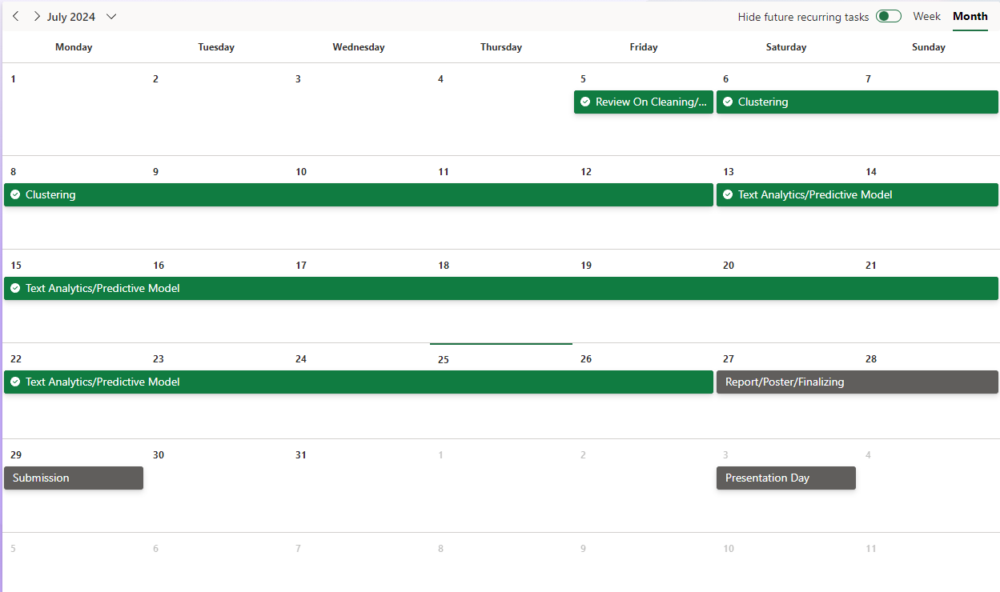 July 2024 Hide future recurring tasks Week Month
Monday Tuesday Wednesday Thursday Friday Saturday Sunday
1 2 3 4 5 6 7
Review On Cleaning/... Clustering
8 9 10 11 12 13 14
Clustering Text Analytics/Predictive Model
15 16 17 18 19 20 21
Text Analytics/Predictive Model
22 23 24 25 26 27 28
Text Analytics/Predictive Model Report/Poster/Finalizing
29 30 31 1 2 3 4
Submission Presentation Day
5 6 7 8 9 10 11